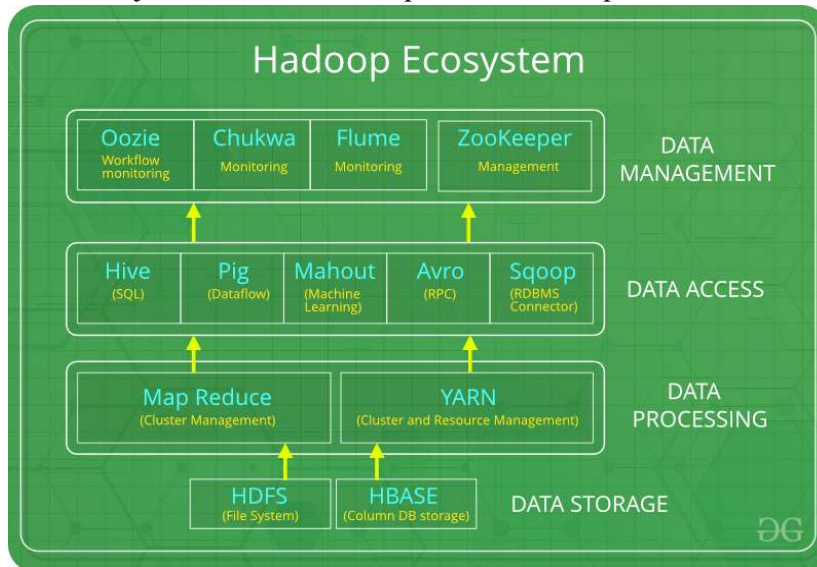 Hadoop Ecosystem
Oozie
Workflow
monitoring
Chukwa
Monitoring
Flume
Monitoring
ZooKeeper
Management
DATA
MANAGEMENT
Hive
(SQL)
Pig
(Dataflow)
Mahout
(Machine
Learning)
Avro
(RPC)
Sqoop
(RDBMS
Connector)
DATA ACCESS
Map Reduce
(Cluster Management)
YARN
(Cluster and Resource Management)
DATA
PROCESSING
HDFS
(File System)
HBASE
(Column DB storage)
DATA STORAGE